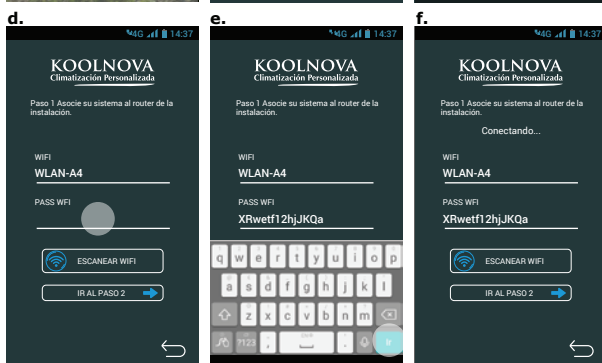 d.
4G 14:37
KOOLNOVA
Climatización Personalizada
Paso 1 Asocie su sistema al router de la
instalación.
WIFI
WLAN-A4
PASS WFI
ESCANEAR WIFI
IR AL PASO 2
e.
4G 14:37
KOOLNOVA
Climatización Personalizada
Paso 1 Asocie su sistema al router de la
instalación.
WIFI
WLAN-A4
PASS WFI
XRwetf12hjJKQa
q w e r t y u i o p
a s d f g h j k l
z x c v b n m
?123 . Ir
f.
4G 14:37
KOOLNOVA
Climatización Personalizada
Paso 1 Asocie su sistema al router de la
instalación.
Conectando...
WIFI
WLAN-A4
PASS WFI
XRwetf12hjJKQa
ESCANEAR WIFI
IR AL PASO 2